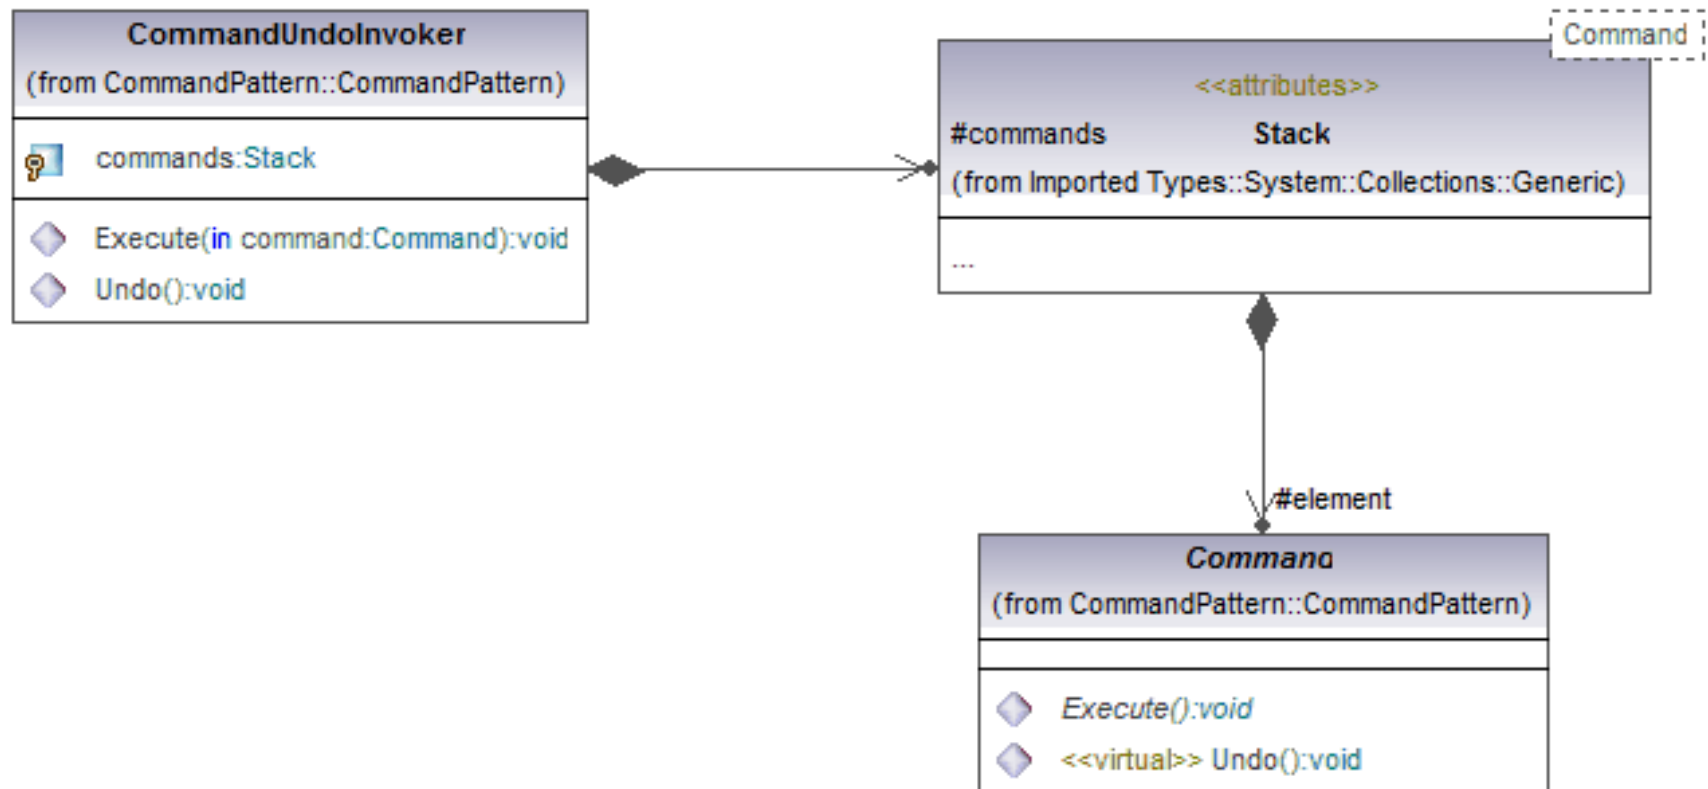 CommandUndoInvoker
(from CommandPattern::CommandPattern)
commands:Stack
Execute(in command:Command):void
Undo():void
Command
<<attributes>>
#commands Stack
(from Imported Types::System::Collections::Generic)
...
#element
Command
(from CommandPattern::CommandPattern)
Execute():void
<<virtual>> Undo():void